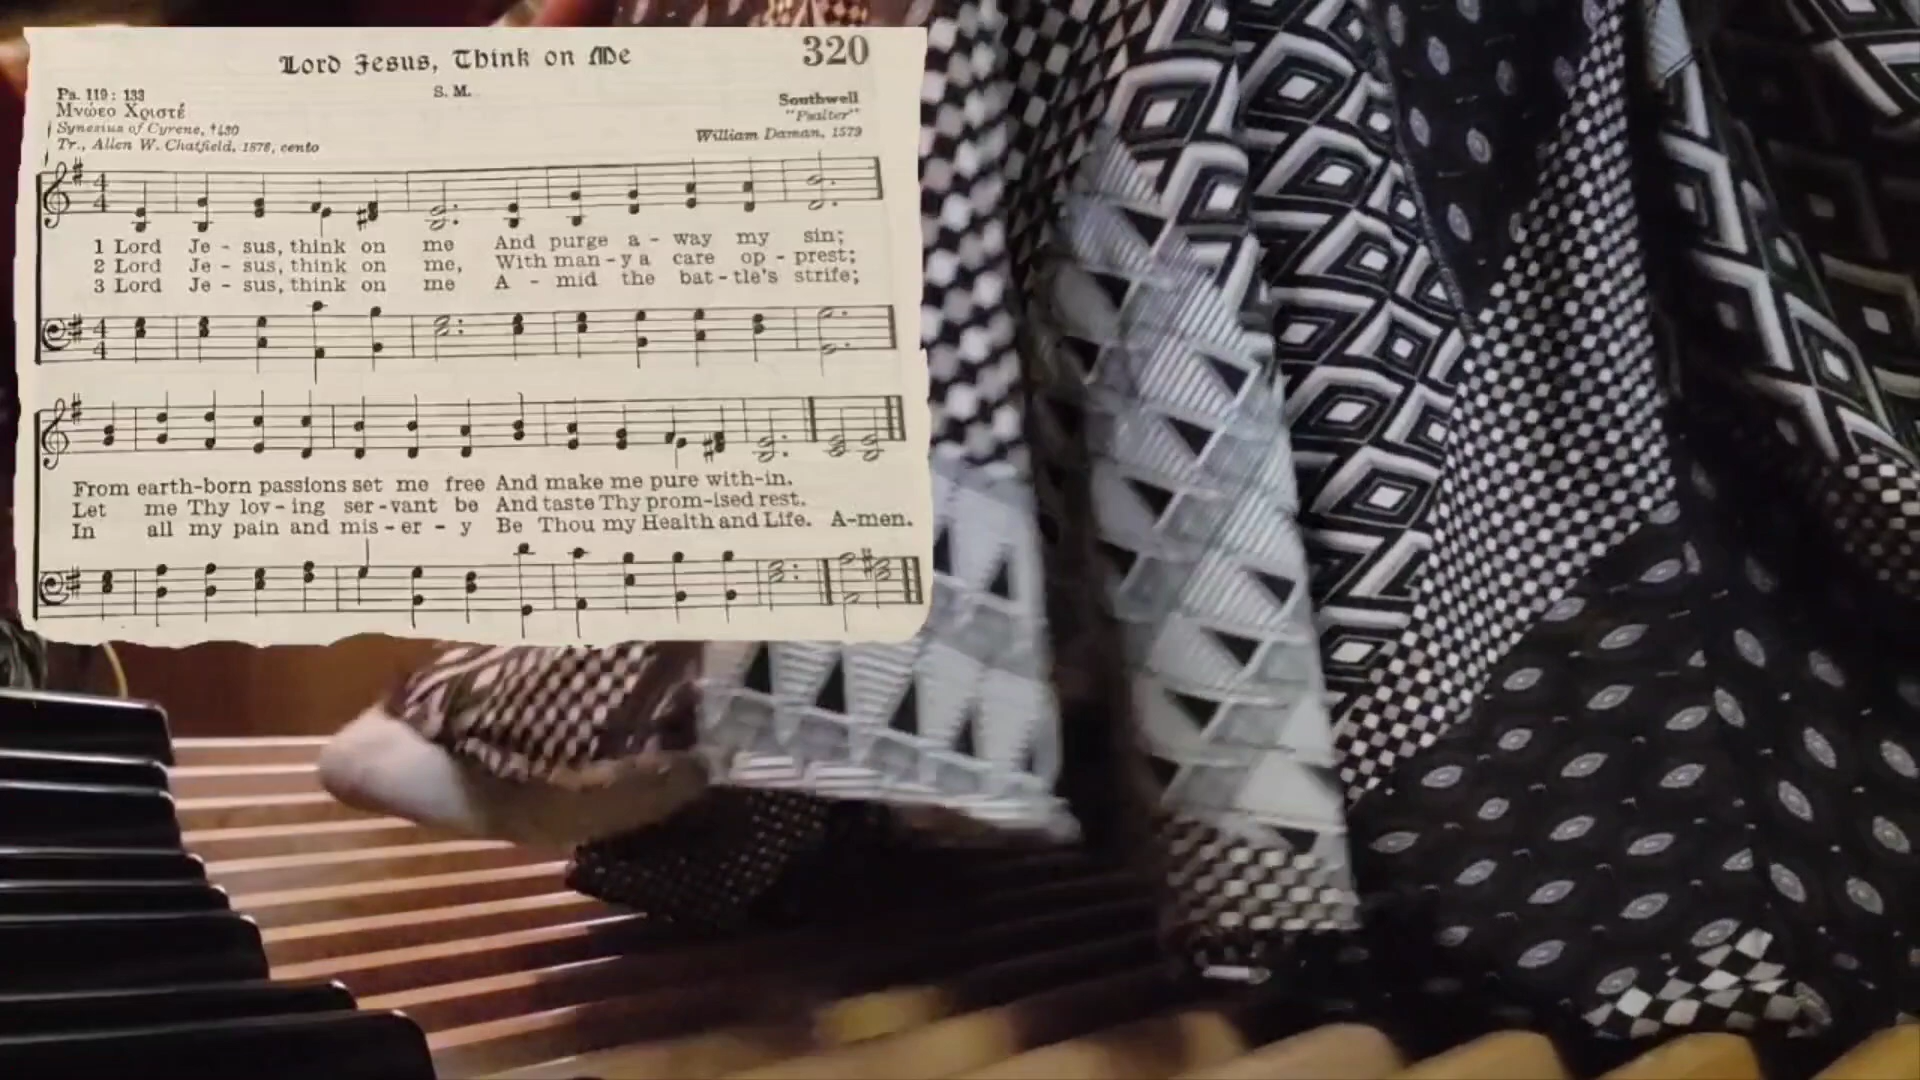 Lord Jesus, Think on Me 320
Ps. 119: 133 S. M. Southwell
Μνώεο Χριστέ "Psalter"
Synesius of Cyrene, †430 William Daman, 1579
Tr., Allen W. Chatfield, 1876, cento
4
4
1 Lord Je - sus, think on me And purge a - way my sin;
2 Lord Je - sus, think on me, With man - y a care op - prest;
3 Lord Je - sus, think on me A - mid the bat - tle's strife;
4
4
From earth-born passions set me free And make me pure with-in.
Let me Thy lov - ing ser - vant be And taste Thy prom-ised rest.
In all my pain and mis - er - y Be Thou my Health and Life. A-men.